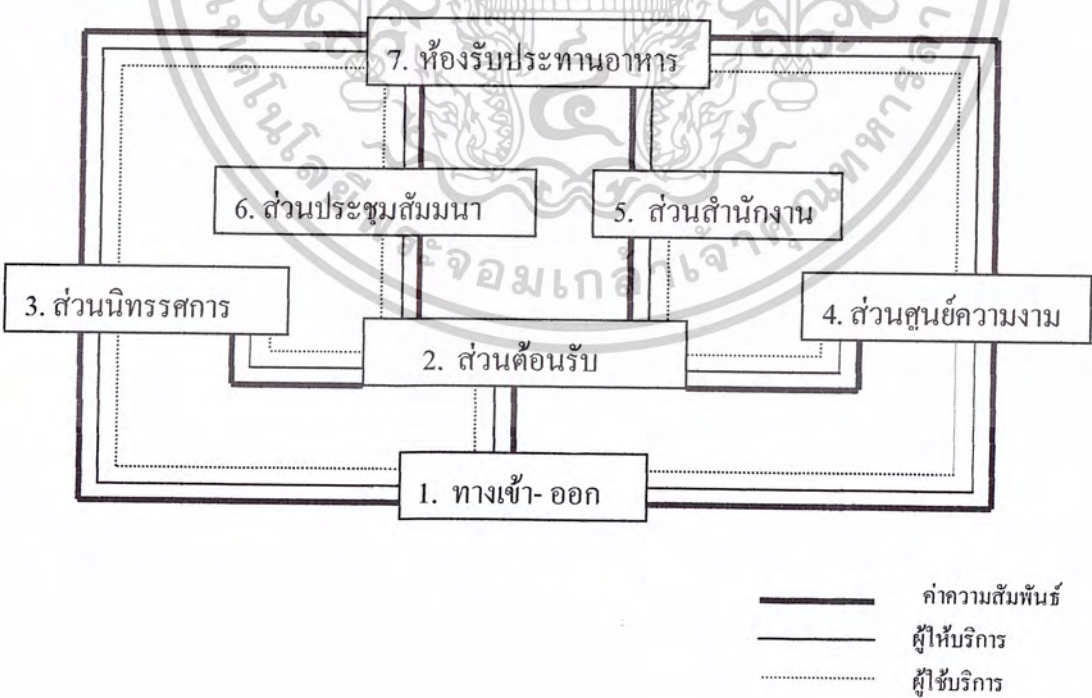 7. ห้องรับประทานอาหาร
6. ส่วนประชุมสัมมนา
5. ส่วนสำนักงาน
3. ส่วนนิทรรศการ
4. ส่วนศูนย์ความงาม
2. ส่วนต้อนรับ
1. ทางเข้า- ออก
ค่าความสัมพันธ์
ผู้ให้บริการ
ผู้ใช้บริการ